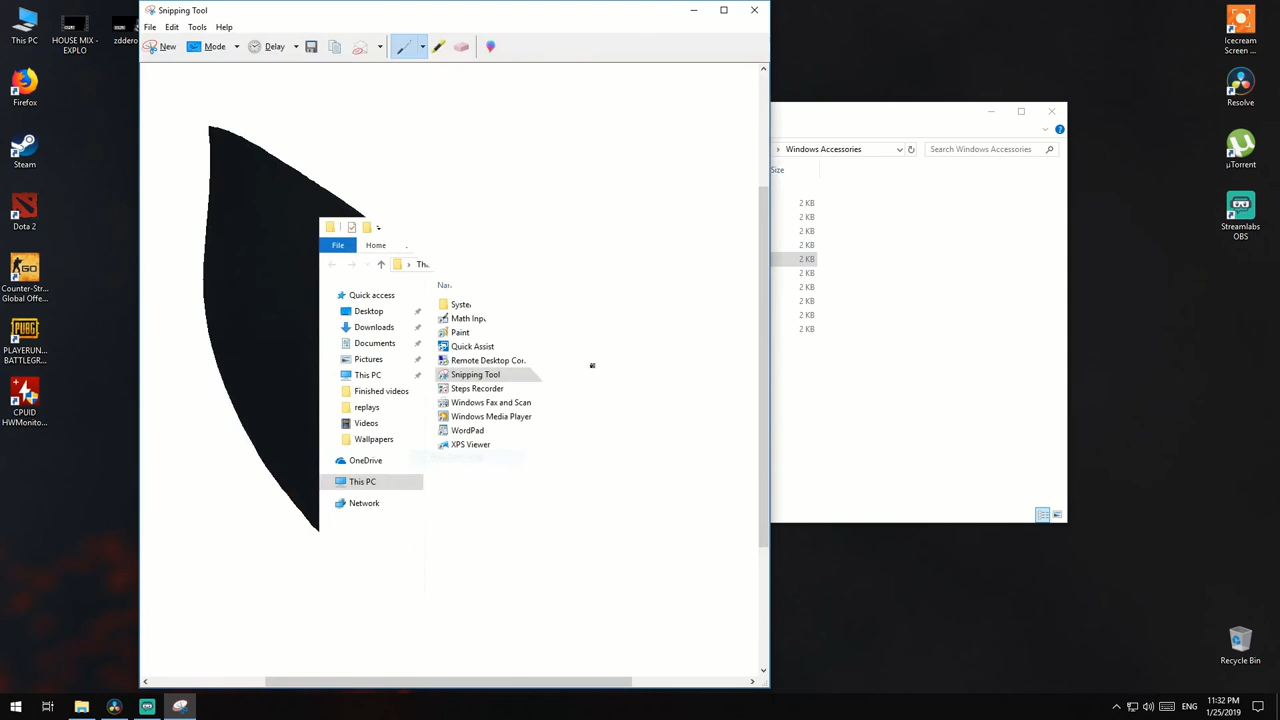 Snipping Tool
File Edit Tools Help
New Mode Delay
This PC
HOUSE MIX -
EXPLO
zddero
Firefox
Steam
Dota 2
Counter-Str
Global Offe...
PLAYERUN...
BATTLEGR...
CPUID
HWMonito...
File Home
Quick access
Desktop
Downloads
Documents
Pictures
This PC
Finished videos
replays
Videos
Wallpapers
OneDrive
This PC
Network
Paint
Quick Assist
Remote Desktop
Snipping Tool
Steps Recorder
Windows Fax and Scan
Windows Media Player
WordPad
XPS Viewer
Windows Accessories
Search Windows Accessories
Size
2 KB
2 KB
2 KB
2 KB
2 KB
2 KB
2 KB
2 KB
2 KB
2 KB
Icecream
Screen ...
Resolve
µTorrent
Streamlabs
OBS
Recycle Bin
ENG
11:32 PM
1/25/2019